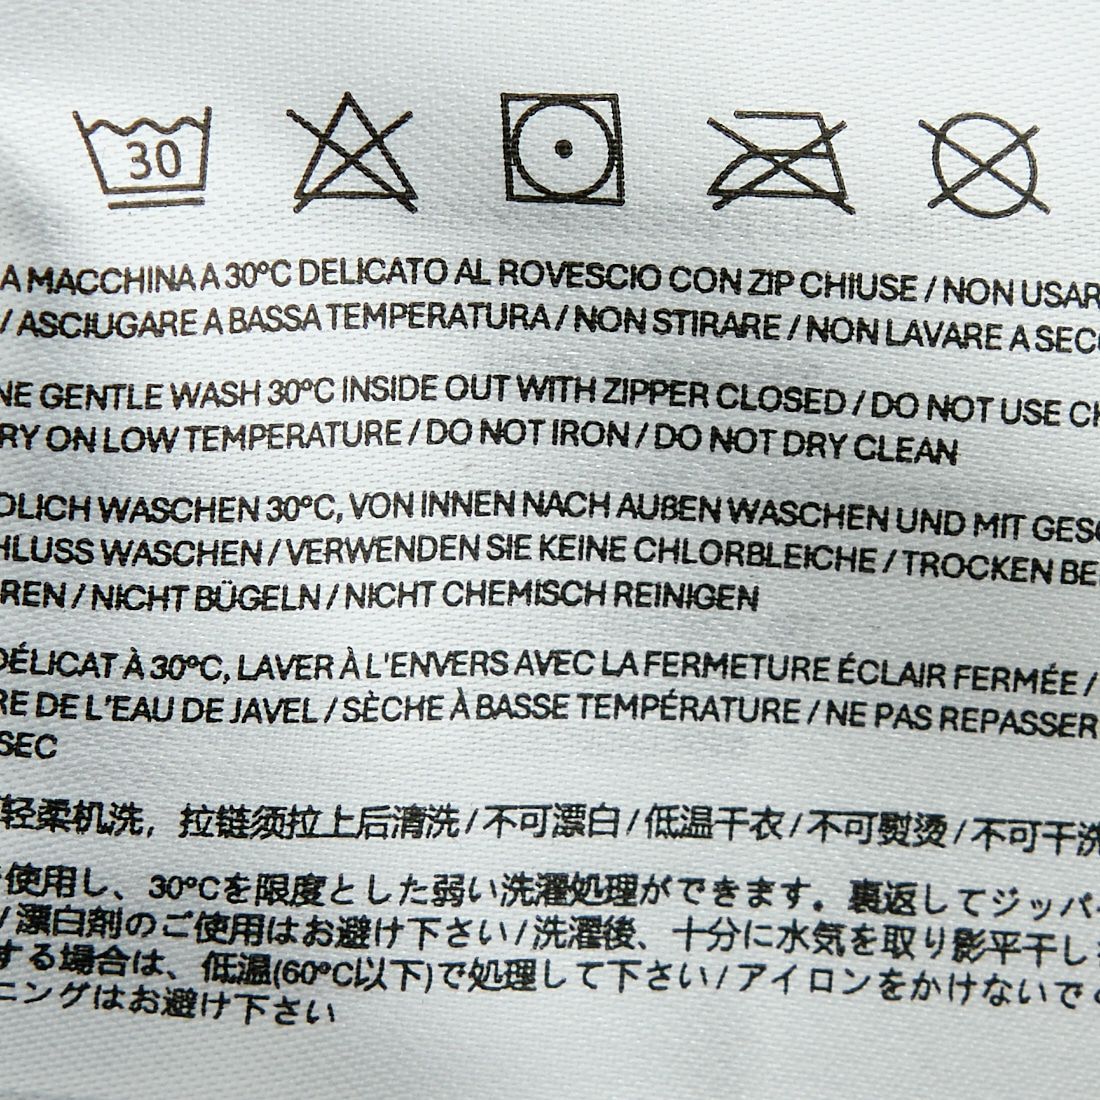 30
A MACCHINA A 30°C DELICATO AL ROVESCIO CON ZIP CHIUSE / NON USAR
/ ASCIUGARE A BASSA TEMPERATURA / NON STIRARE / NON LAVARE A SECC
NE GENTLE WASH 30°C INSIDE OUT WITH ZIPPER CLOSED / DO NOT USE CH
RY ON LOW TEMPERATURE / DO NOT IRON / DO NOT DRY CLEAN
DLICH WASCHEN 30°C, VON INNEN NACH AUßEN WASCHEN UND MIT GESC
HLUSS WASCHEN / VERWENDEN SIE KEINE CHLORBLEICHE / TROCKEN BE
REN / NICHT BÜGELN / NICHT CHEMISCH REINIGEN
DÉLICAT À 30°C, LAVER À L'ENVERS AVEC LA FERMETURE ÉCLAIR FERMÉE /
RE DE L'EAU DE JAVEL / SÈCHE À BASSE TEMPÉRATURE / NE PAS REPASSER
SEC
轻柔机洗，拉链须拉上后清洗 / 不可漂白 / 低温干衣 / 不可熨烫 / 不可干洗
使用し、30°Cを限度とした弱い洗濯処理ができます。裏返してジッパ
/ 漂白剤のご使用はお避け下さい / 洗濯後、十分に水気を取り影平干し
する場合は、低温(60°C以下)で処理して下さい / アイロンをかけないで
ニングはお避け下さい